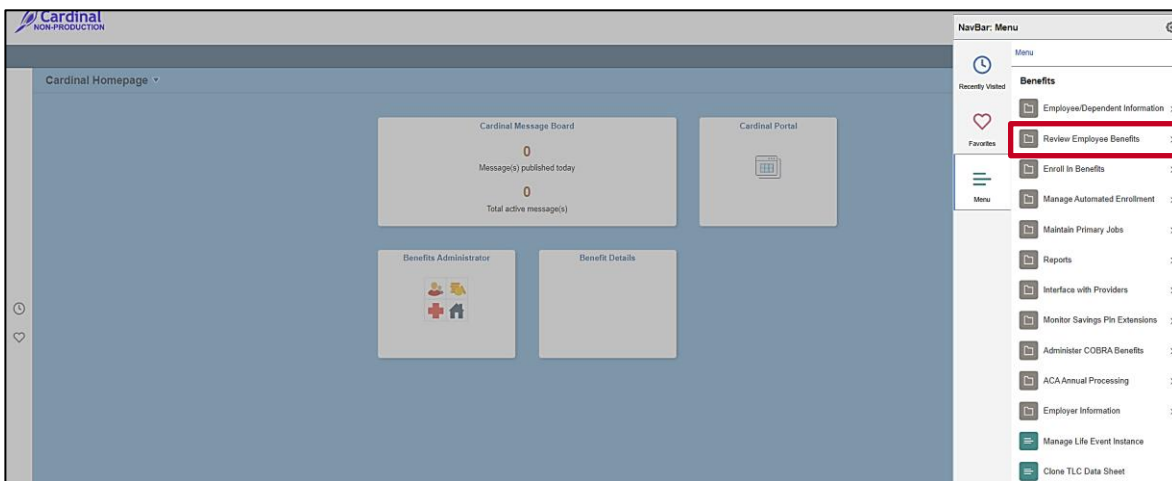 Cardinal
NON-PRODUCTION
NavBar: Menu
Menu
Cardinal Homepage
Recently Visited
Benefits
Employee/Dependent Information
Cardinal Message Board
Cardinal Portal
0
Message(s) published today
0
Total active message(s)
Favorites
Review Employee Benefits
Enroll In Benefits
Menu
Manage Automated Enrollment
Maintain Primary Jobs
Benefits Administrator
Benefit Details
Reports
Interface with Providers
Monitor Savings Pln Extensions
Administer COBRA Benefits
ACA Annual Processing
Employer Information
Manage Life Event Instance
Clone TLC Data Sheet